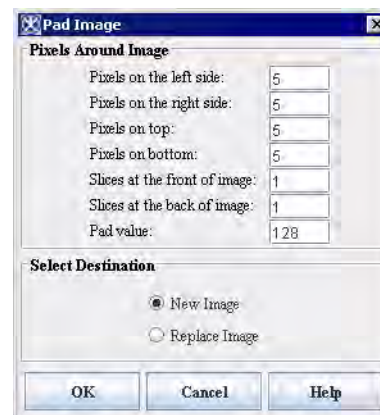 Pad Image
Pixels Around Image
Pixels on the left side: 5
Pixels on the right side: 5
Pixels on top: 5
Pixels on bottom: 5
Slices at the front of image: 1
Slices at the back of image: 1
Pad value: 128
Select Destination
New Image
Replace Image
OK Cancel Help